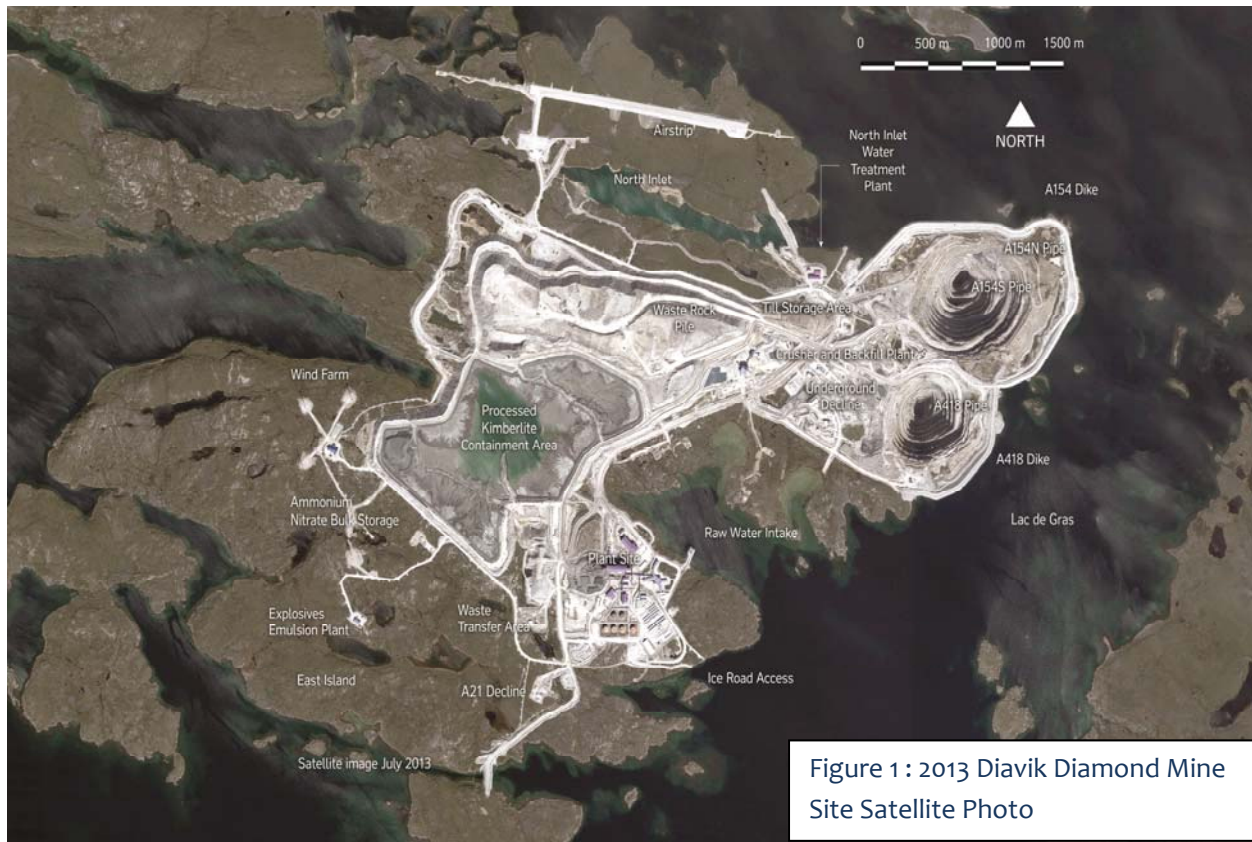 0 500 m 1000 m 1500 m
NORTH
Airstrip
North Inlet
Water
Treatment
Plant
North Inlet
A154 Dike
A154N Pipe
A154S Pipe
Waste Rock
Pile
Till Storage Area
Crusher and Backfill Plant
Wind Farm
Underground
Decline
A418 Pipe
Processed
Kimberlite
Containment Area
A418 Dike
Ammonium
Nitrate Bulk Storage
Lac de Gras
Raw Water Intake
Plant Site
Explosives
Emulsion Plant
Waste
Transfer Area
East Island
A21 Decline
Ice Road Access
Satellite image July 2013
Figure 1 : 2013 Diavik Diamond Mine
Site Satellite Photo